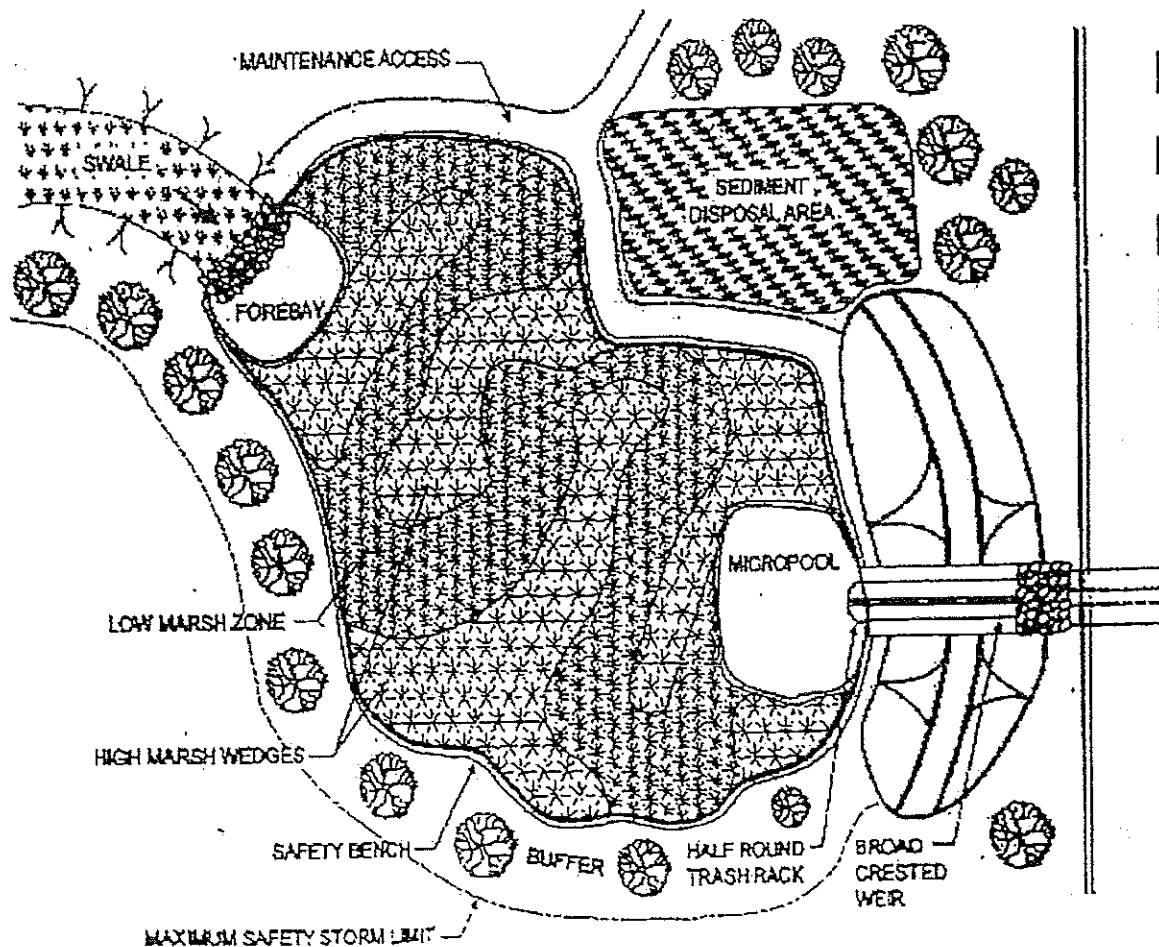 MAINTENANCE ACCESS
SWALE
SEDIMENT
DISPOSAL AREA
FOREBAY
MICROPOOL
LOW MARSH ZONE
HIGH MARSH WEDGES
SAFETY BENCH
BUFFER
HALF ROUND
TRASH RACK
BROAD
CRESTED
WEIR
MAXIMUM SAFETY STORM LIMIT